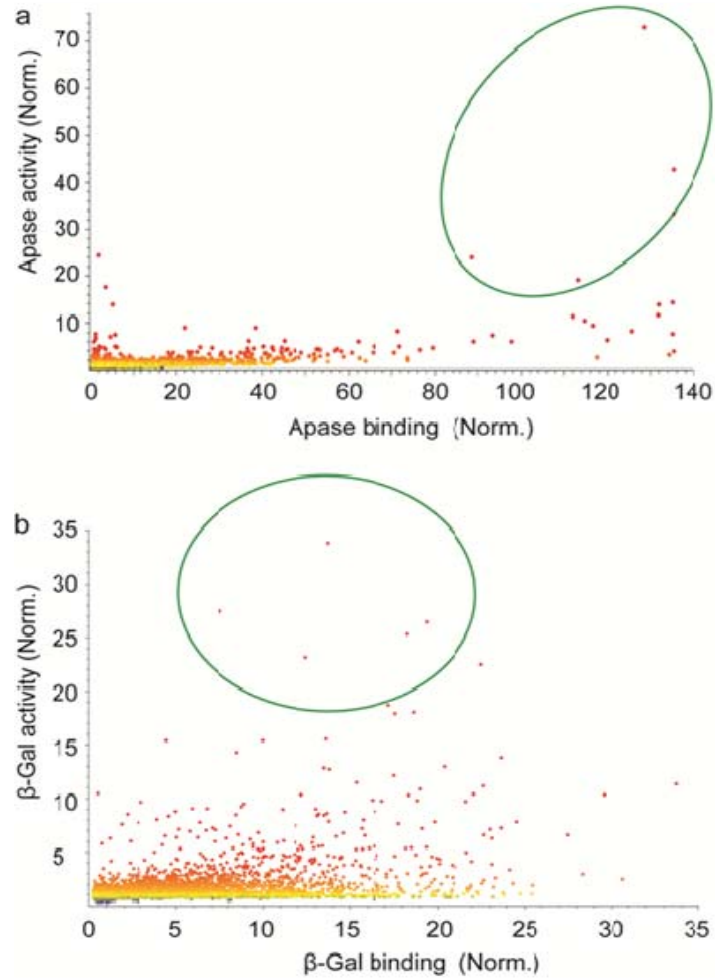 a
Apase activity (Norm.)
70
60
50
40
30
20
10
0 20 40 60 80 100 120 140
Apase binding (Norm.)
b
β-Gal activity (Norm.)
35
30
25
20
15
10
5
0 5 10 15 20 25 30 35
β-Gal binding (Norm.)